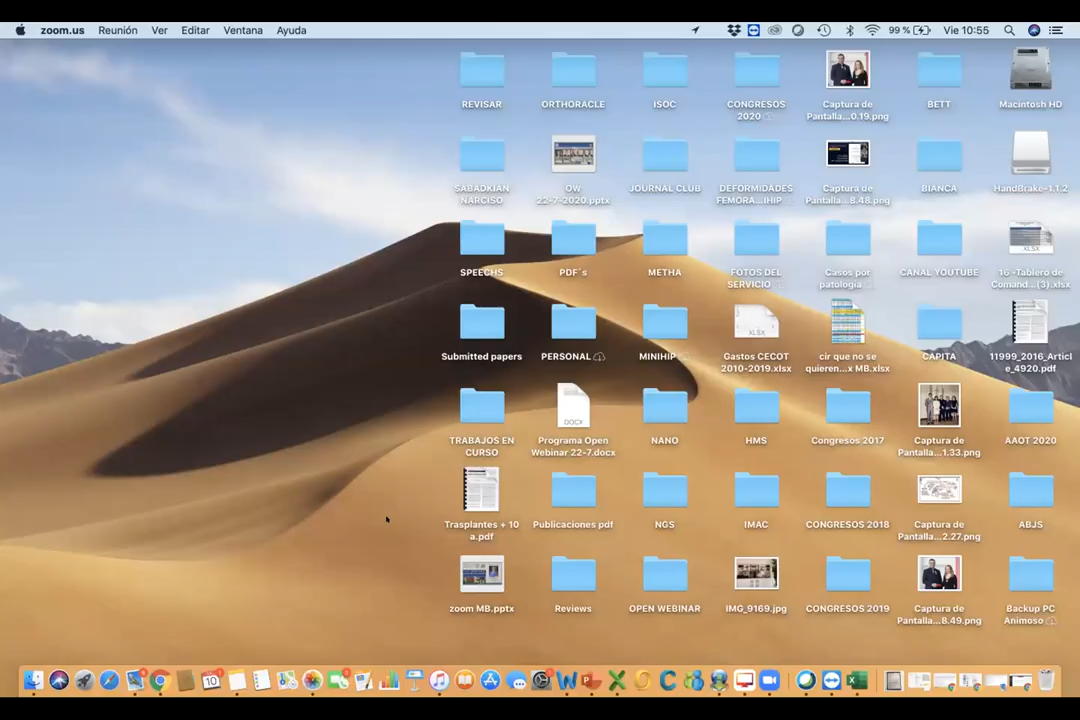 zoom.us Reunión Ver Editar Ventana Ayuda 99 % Vie 10:55
REVISAR
ORTHORACLE
ISOC
CONGRESOS
2020
Captura de
Pantalla...0.19.png
BETT
Macintosh HD
SABADKIAN
NARCISO
OW
22-7-2020.pptx
JOURNAL CLUB
DEFORMIDADES
FEMORA...IHIP
Captura de
Pantalla...8.48.png
BIANCA
HandBrake-1.1.2
SPEECHS
PDF´s
METHA
FOTOS DEL
SERVICIO
Casos por
patologia
CANAL YOUTUBE
XLSX
16 -Tablero de
Comand...(3).xlsx
Submitted papers
PERSONAL
MINIHIP
XLSX
Gastos CECOT
2010-2019.xlsx
cir que no se
quieren...x MB.xlsx
CAPITA
11999_2016_Articl
e_4920.pdf
TRABAJOS EN
CURSO
DOCX
Programa Open
Webinar 22-7.docx
NANO
HMS
Congresos 2017
Captura de
Pantalla...1.33.png
AAOT 2020
Trasplantes + 10
a.pdf
Publicaciones pdf
NGS
IMAC
CONGRESOS 2018
Captura de
Pantalla...2.27.png
ABJS
zoom MB.pptx
Reviews
OPEN WEBINAR
IMG_9169.jpg
CONGRESOS 2019
Captura de
Pantalla...8.49.png
Backup PC
Animoso
10